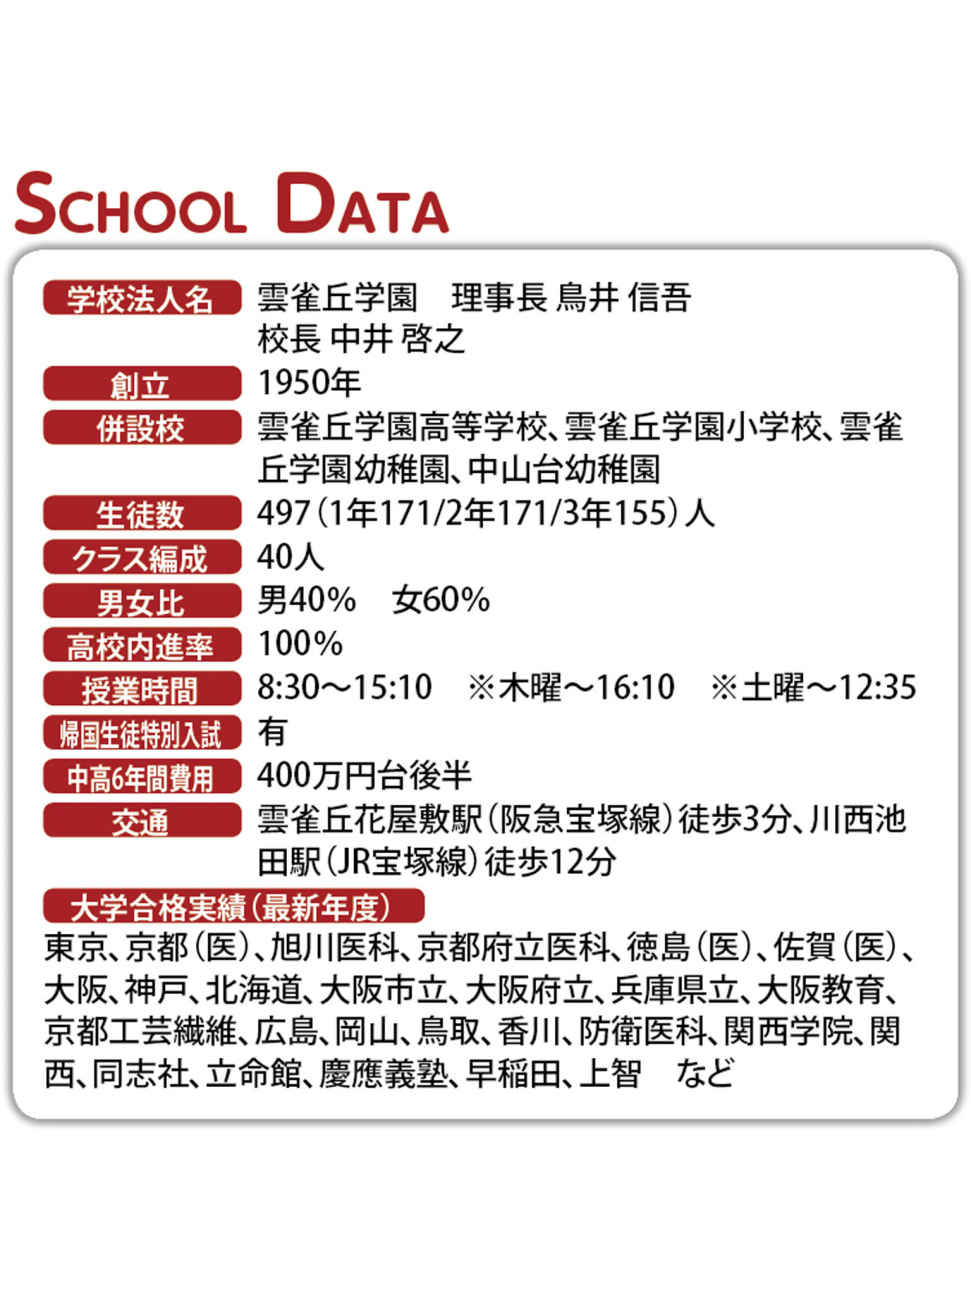 SCHOOL DATA
学校法人名 雲雀丘学園 理事長 鳥井 信吾
校長 中井 啓之
創立 1950年
併設校 雲雀丘学園高等学校、雲雀丘学園小学校、雲雀
丘学園幼稚園、中山台幼稚園
生徒数 497（1年171/2年171/3年155）人
クラス編成 40人
男女比 男40% 女60%
高校内進率 100%
授業時間 8:30～15:10 ※木曜～16:10 ※土曜～12:35
帰国生徒特別入試 有
中高6年間費用 400万円台後半
交通 雲雀丘花屋敷駅（阪急宝塚線）徒歩3分、川西池
田駅（JR宝塚線）徒歩12分
大学合格実績（最新年度）
東京、京都（医）、旭川医科、京都府立医科、徳島（医）、佐賀（医）、
大阪、神戸、北海道、大阪市立、大阪府立、兵庫県立、大阪教育、
京都工芸繊維、広島、岡山、鳥取、香川、防衛医科、関西学院、関
西、同志社、立命館、慶應義塾、早稲田、上智 など